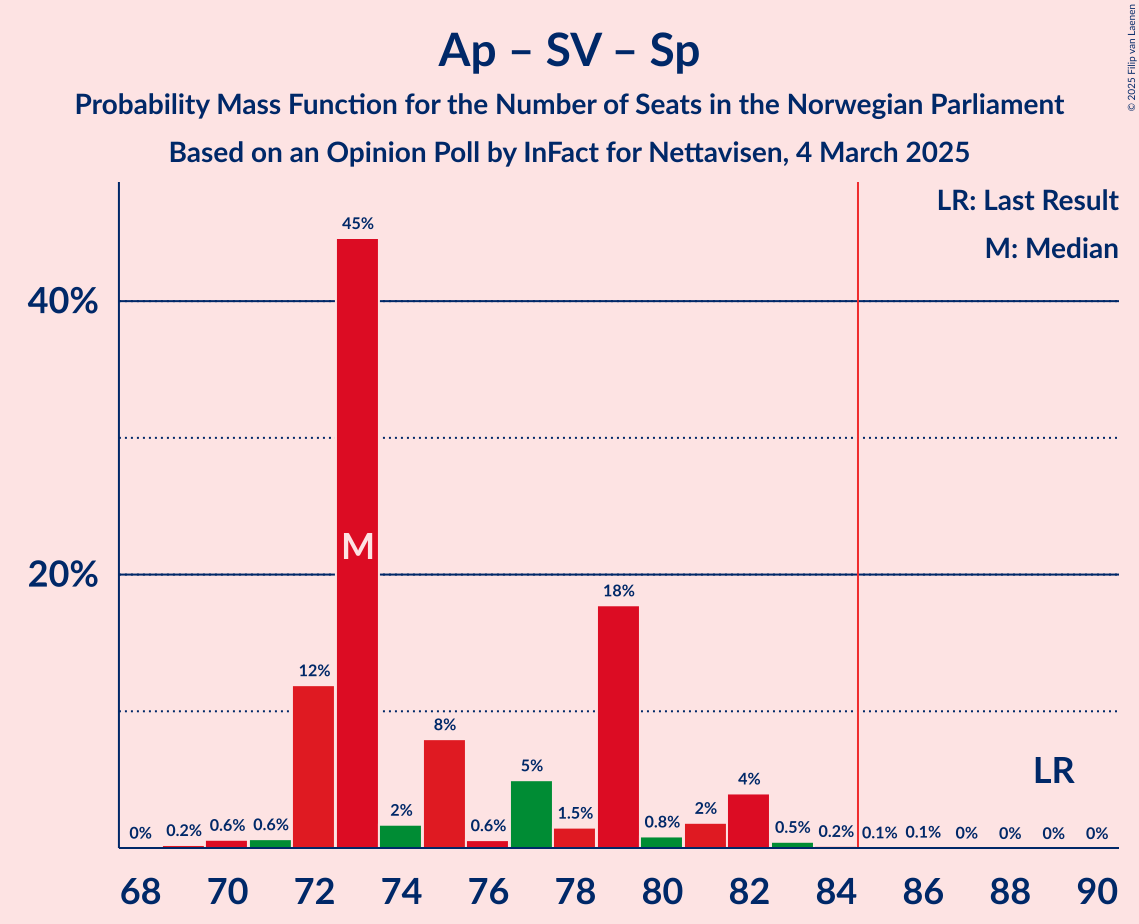 Ap – SV – Sp
Probability Mass Function for the Number of Seats in the Norwegian Parliament
Based on an Opinion Poll by InFact for Nettavisen, 4 March 2025
© 2025 Filip van Laenen
LR: Last Result
M: Median
40%
20%
0% 0.2% 0.6% 0.6% 12% 45% 2% 8% 0.6% 5% 1.5% 18% 0.8% 2% 4% 0.5% 0.2% 0.1% 0.1% 0% 0% 0% 0%
M
LR
68 70 72 74 76 78 80 82 84 86 88 90